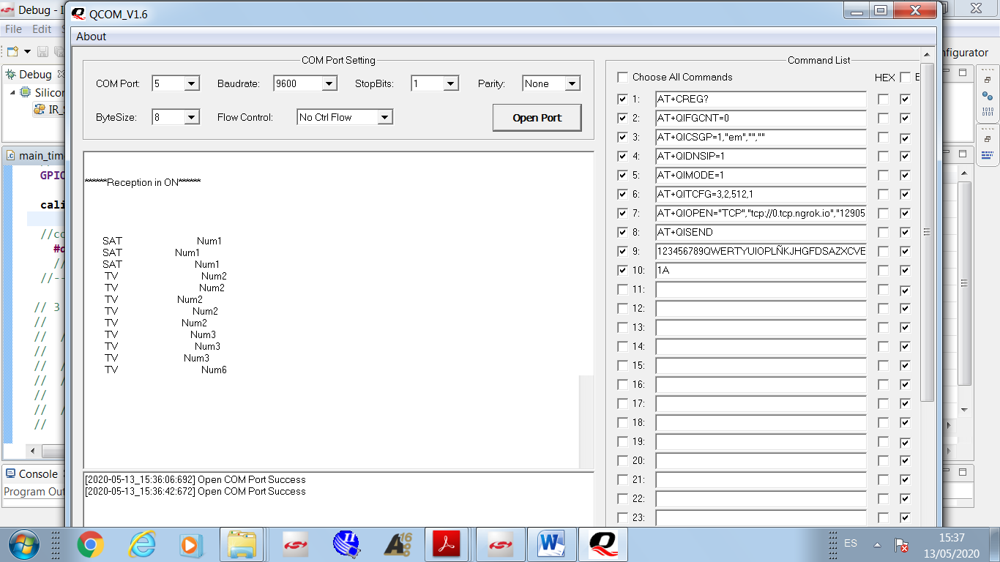 Debug - I
QCOM_V1.6
File Edit S
About
nfigurator
Debug
Silicon
IR_S
COM Port Setting
COM Port: 5 Baudrate: 9600 StopBits: 1 Parity: None
ByteSize: 8 Flow Control: No Ctrl Flow Open Port
Command List
Choose All Commands HEX E
1: AT+CREG?
2: AT+QIFGCNT=0
3: AT+QICSGP=1,"em","",""
4: AT+QIDNSIP=1
5: AT+QIMODE=1
6: AT+QITCFG=3,2,512,1
7: AT+QIOPEN="TCP","tcp://0.tcp.ngrok.io","12905
8: AT+QISEND
9: 123456789QWERTYUIOPLÑKJHGFDSAZXCVE
10: 1A
11:
12:
13:
14:
15:
16:
17:
18:
19:
20:
21:
22:
23:
main_tim
GPIO
cali
//co
#d
//
//--
// 3
//
// /
//
// /
// /
//
// /
//
*******Reception in ON*******
SAT Num1
SAT Num1
SAT Num1
TV Num2
TV Num2
TV Num2
TV Num2
TV Num2
TV Num3
TV Num3
TV Num3
TV Num6
Console
Program Out
[2020-05-13_15:36:06:692] Open COM Port Success
[2020-05-13_15:36:42:672] Open COM Port Success
1010
0101
16
ES
15:37
13/05/2020